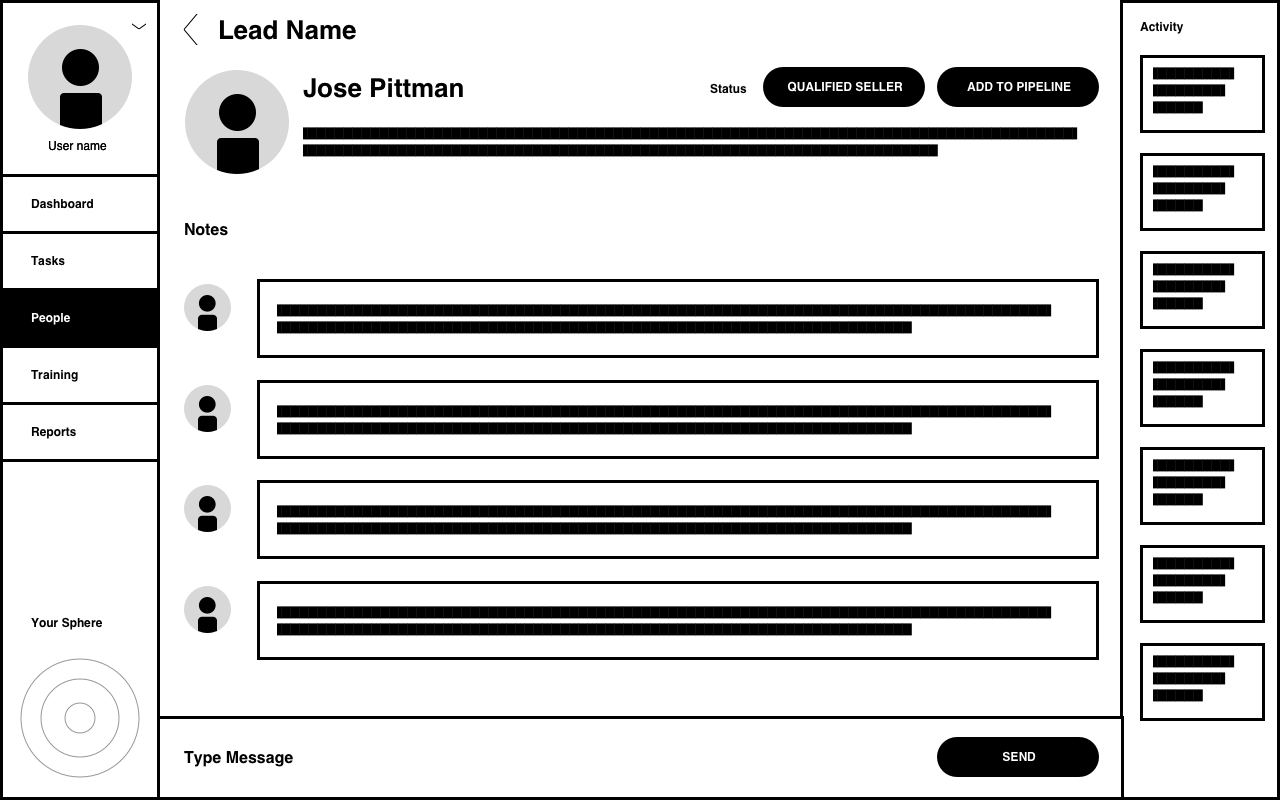 User name
Dashboard
Tasks
People
Training
Reports
Your Sphere
Lead Name
Jose Pittman
Status
QUALIFIED SELLER
ADD TO PIPELINE
Notes
Type Message
SEND
Activity